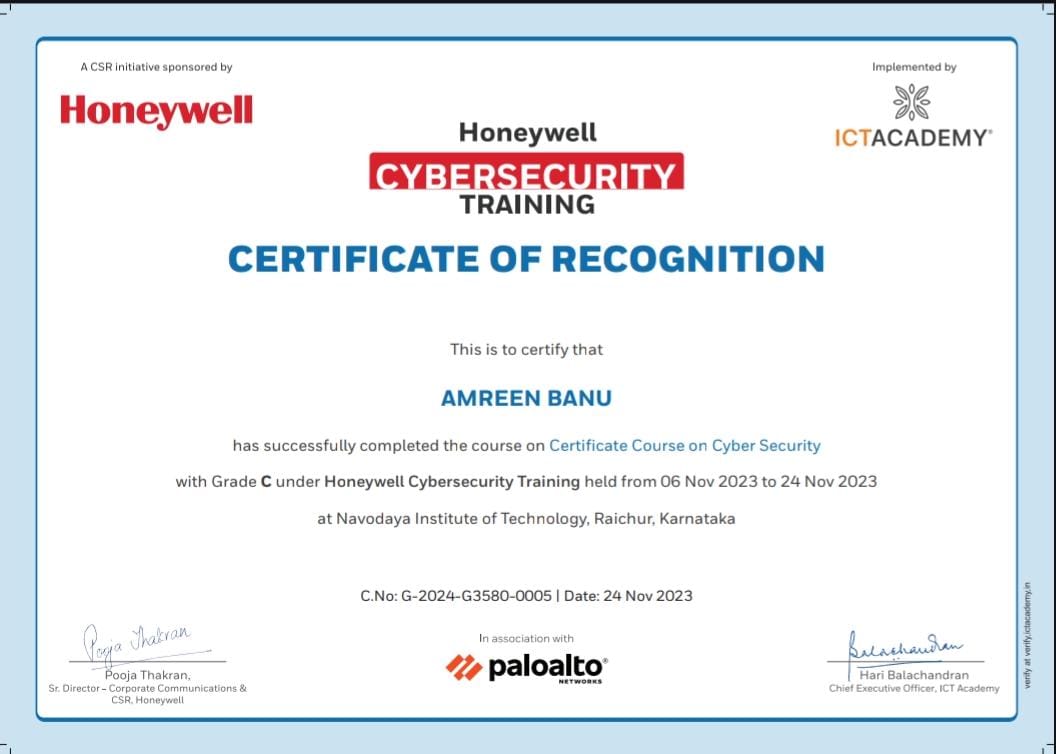 A CSR initiative sponsored by
Honeywell
Implemented by
ICTACADEMY®
Honeywell
CYBERSECURITY
TRAINING
CERTIFICATE OF RECOGNITION
This is to certify that
AMREEN BANU
has successfully completed the course on Certificate Course on Cyber Security
with Grade C under Honeywell Cybersecurity Training held from 06 Nov 2023 to 24 Nov 2023
at Navodaya Institute of Technology, Raichur, Karnataka
C.No: G-2024-G3580-0005 | Date: 24 Nov 2023
Pooja Thakran
Pooja Thakran,
Sr. Director – Corporate Communications &
CSR, Honeywell
In association with
paloalto®
NETWORKS
Balachandran
Hari Balachandran
Chief Executive Officer, ICT Academy
verify at verify.ictacademy.in